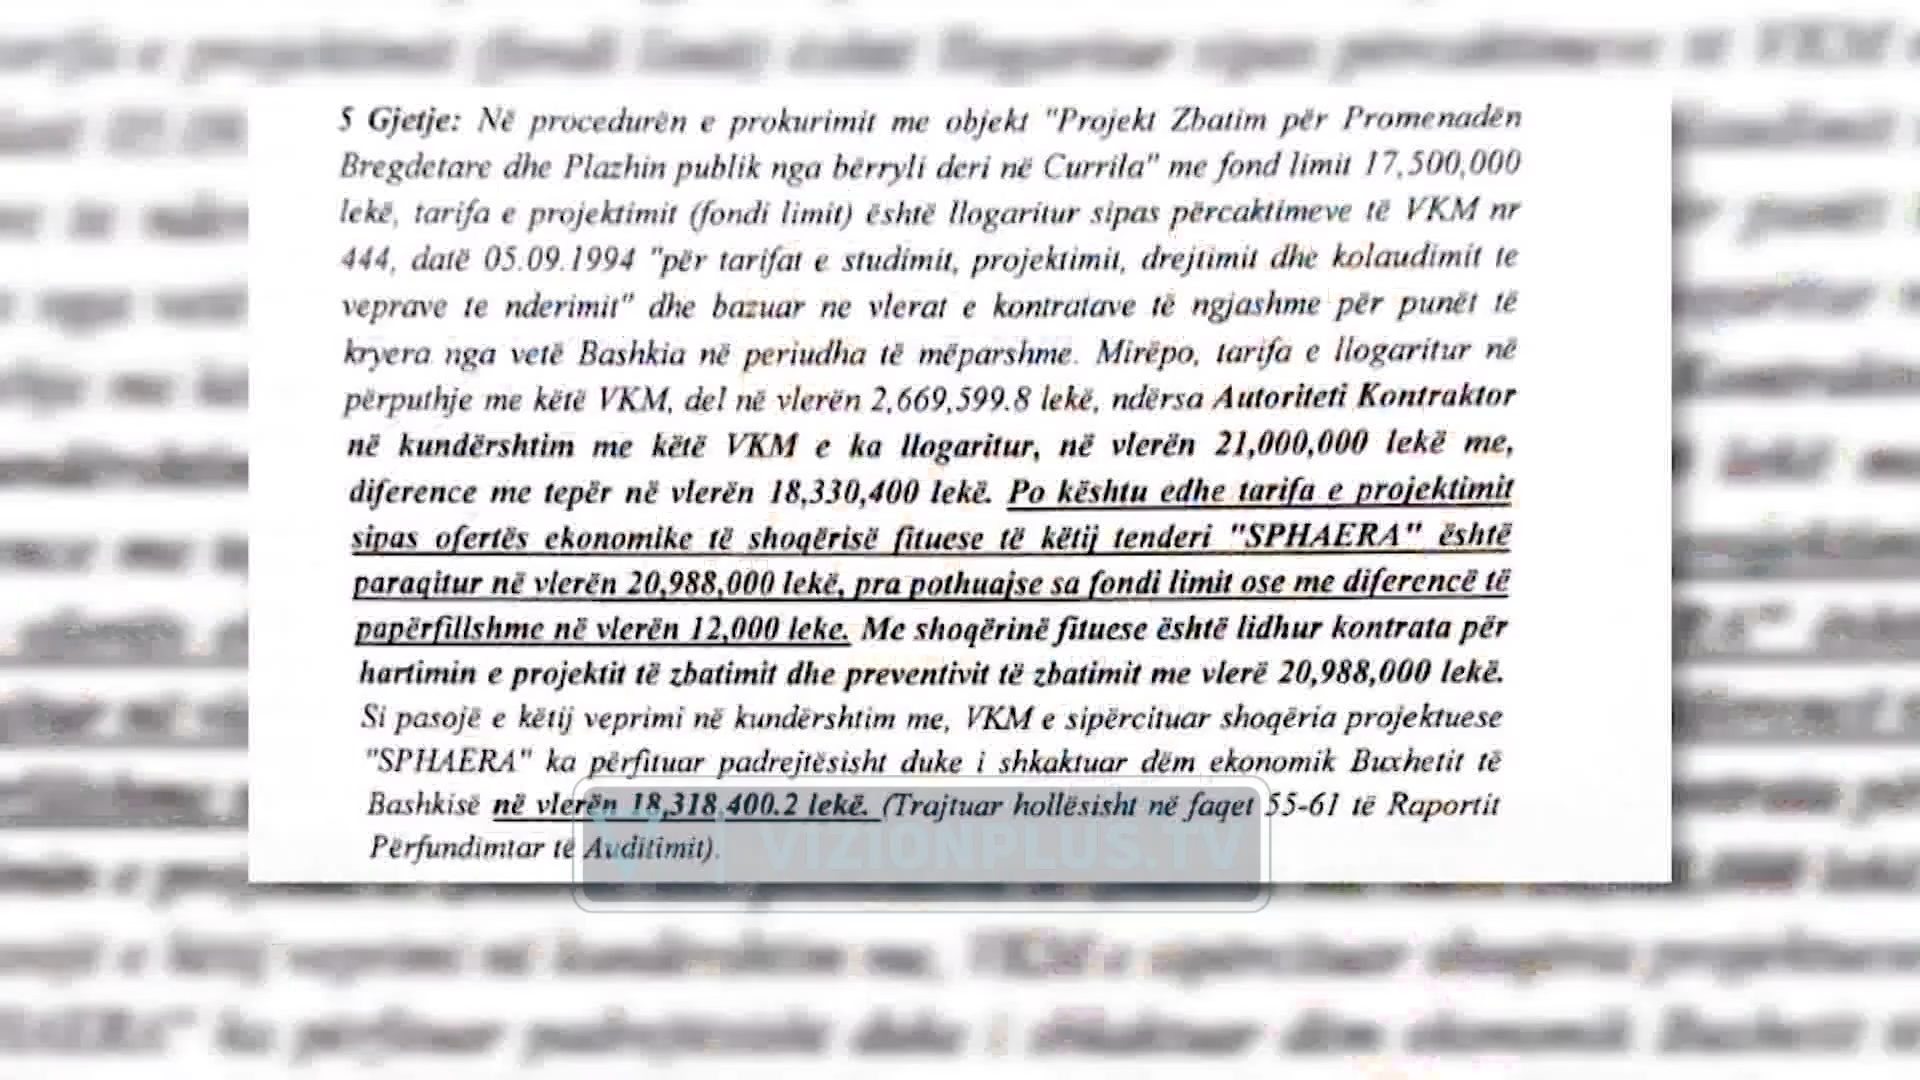 5 Gjetje: Në procedurën e prokurimit me objekt "Projekt Zbatim për Promenadën
Bregdetare dhe Plazhin publik nga bërryli deri në Currila" me fond limit 17,500,000
lekë, tarifa e projektimit (fondi limit) është llogaritur sipas përcaktimeve të VKM nr
444, datë 05.09.1994 "për tarifat e studimit, projektimit, drejtimit dhe kolaudimit te
veprave te nderimit" dhe bazuar ne vlerat e kontratave të ngjashme për punët të
kryera nga vetë Bashkia në periudha të mëparshme. Mirëpo, tarifa e llogaritur në
përputhje me këtë VKM, del në vlerën 2,669,599.8 lekë, ndërsa Autoriteti Kontraktor
në kundërshtim me këtë VKM e ka llogaritur, në vlerën 21,000,000 lekë me,
diference me tepër në vlerën 18,330,400 lekë. Po kështu edhe tarifa e projektimit
sipas ofertës ekonomike të shoqërisë fituese të këtij tenderi "SPHAERA" është
paraqitur në vlerën 20,988,000 lekë, pra pothuajse sa fondi limit ose me diferencë të
papërfillshme në vlerën 12,000 leke. Me shoqërinë fituese është lidhur kontrata për
hartimin e projektit të zbatimit dhe preventivit të zbatimit me vlerë 20,988,000 lekë.
Si pasojë e këtij veprimi në kundërshtim me, VKM e sipërcituar shoqëria projektuese
"SPHAERA" ka përfituar padrejtësisht duke i shkaktuar dëm ekonomik Buxhetit të
Bashkisë në vlerën 18,318,400.2 lekë. (Trajtuar hollësisht në faqet 55-61 të Raportit
Përfundimtar të Auditimit).
VIZIONPLUS.TV